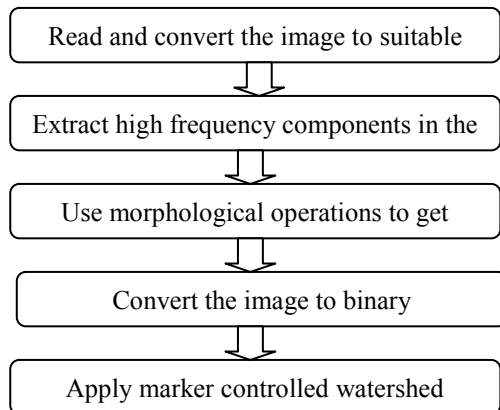 Read and convert the image to suitable
Extract high frequency components in the
Use morphological operations to get
Convert the image to binary
Apply marker controlled watershed